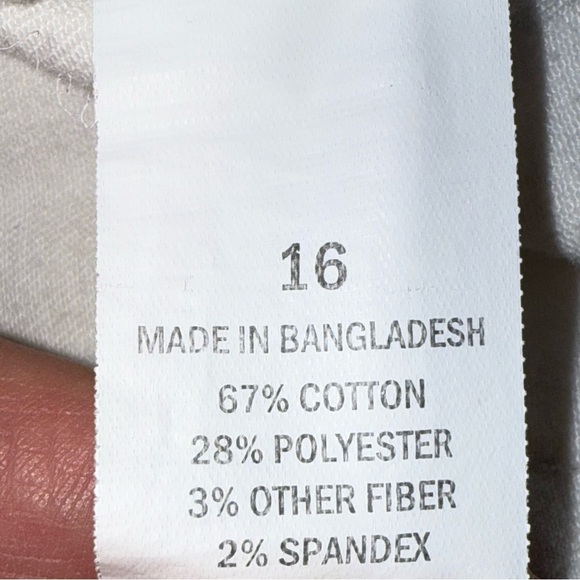 16
MADE IN BANGLADESH
67% COTTON
28% POLYESTER
3% OTHER FIBER
2% SPANDEX